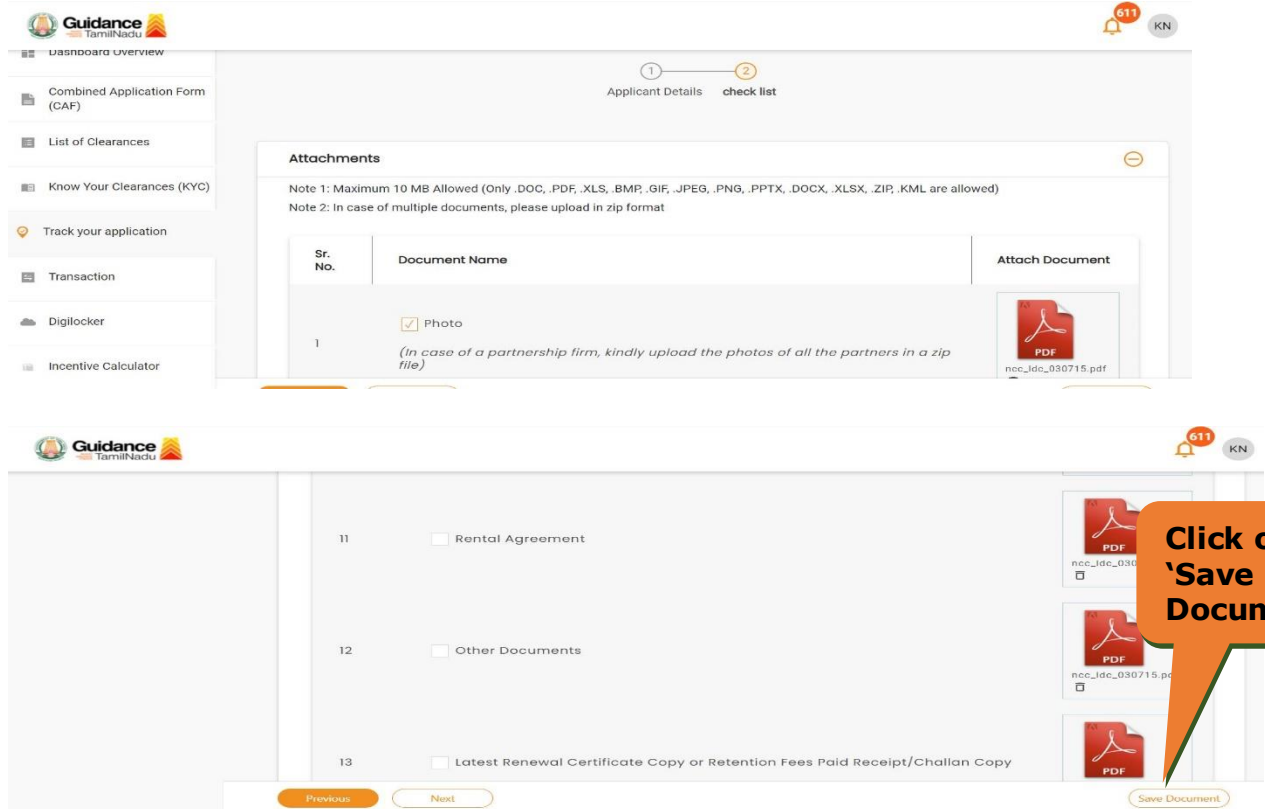 Guidance
TamilNadu
611
KN
Dashboard Overview
Combined Application Form
(CAF)
List of Clearances
Know Your Clearances (KYC)
Track your application
Transaction
Digilocker
Incentive Calculator
1
2
Applicant Details
check list
Attachments
Note 1: Maximum 10 MB Allowed (Only .DOC, .PDF, .XLS, .BMP, .GIF, .JPEG, .PNG, .PPTX, .DOCX, .XLSX, .ZIP, .KML are allowed)
Note 2: In case of multiple documents, please upload in zip format
Sr.
No.
Document Name
Attach Document
1
Photo
(In case of a partnership firm, kindly upload the photos of all the partners in a zip
file)
PDF
ncc_ldc_030715.pdf
Guidance
TamilNadu
611
KN
11
Rental Agreement
PDF
ncc_ldc_030
12
Other Documents
PDF
ncc_ldc_030715.pd
13
Latest Renewal Certificate Copy or Retention Fees Paid Receipt/Challan Copy
PDF
Click o
‘Save
Docum
Previous
Next
Save Document